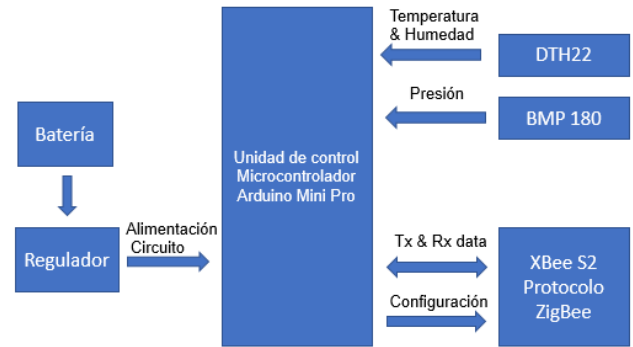 Temperatura
& Humedad
DTH22
Presión
BMP 180
Batería
Unidad de control
Microcontrolador
Arduino Mini Pro
Alimentación
Circuito
Regulador
Tx & Rx data
Configuración
XBee S2
Protocolo
ZigBee